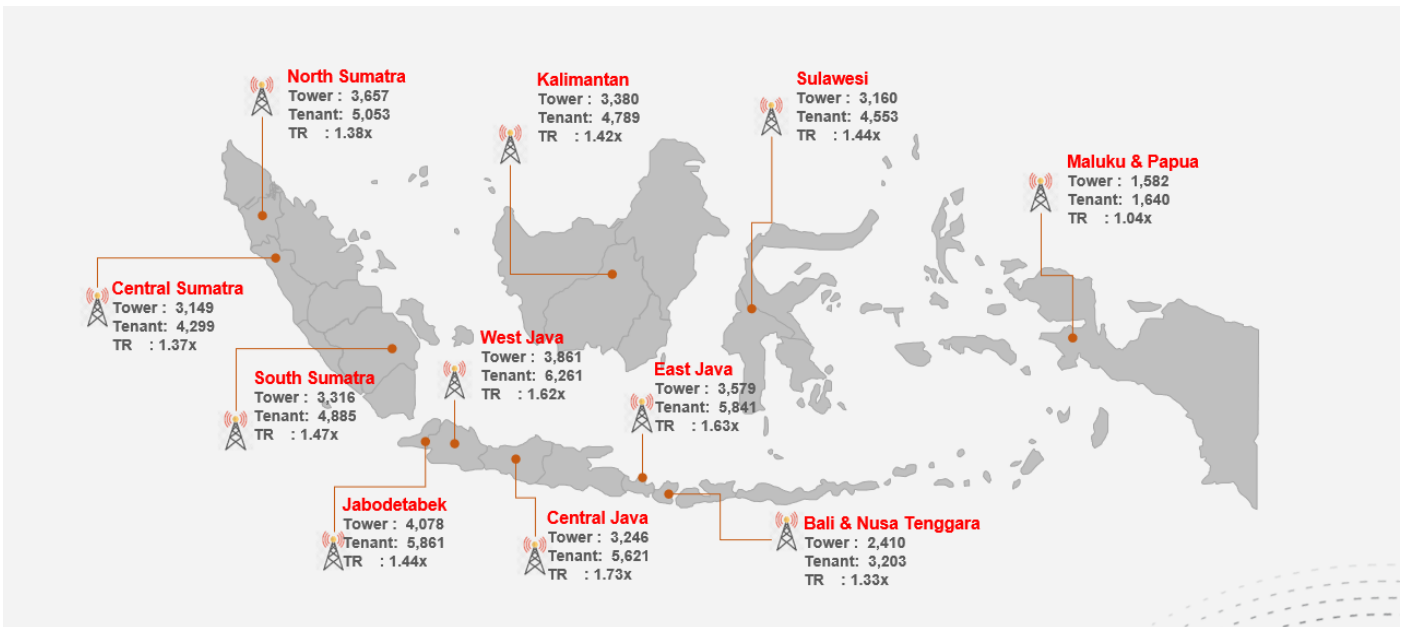 North Sumatra
Tower : 3,657
Tenant: 5,053
TR : 1.38x
Kalimantan
Tower : 3,380
Tenant: 4,789
TR : 1.42x
Sulawesi
Tower : 3,160
Tenant: 4,553
TR : 1.44x
Maluku & Papua
Tower : 1,582
Tenant: 1,640
TR : 1.04x
Central Sumatra
Tower : 3,149
Tenant: 4,299
TR : 1.37x
West Java
Tower : 3,861
Tenant: 6,261
TR : 1.62x
East Java
Tower : 3,579
Tenant: 5,841
TR : 1.63x
South Sumatra
Tower : 3,316
Tenant: 4,885
TR : 1.47x
Jabodetabek
Tower : 4,078
Tenant: 5,861
TR : 1.44x
Central Java
Tower : 3,246
Tenant: 5,621
TR : 1.73x
Bali & Nusa Tenggara
Tower : 2,410
Tenant: 3,203
TR : 1.33x